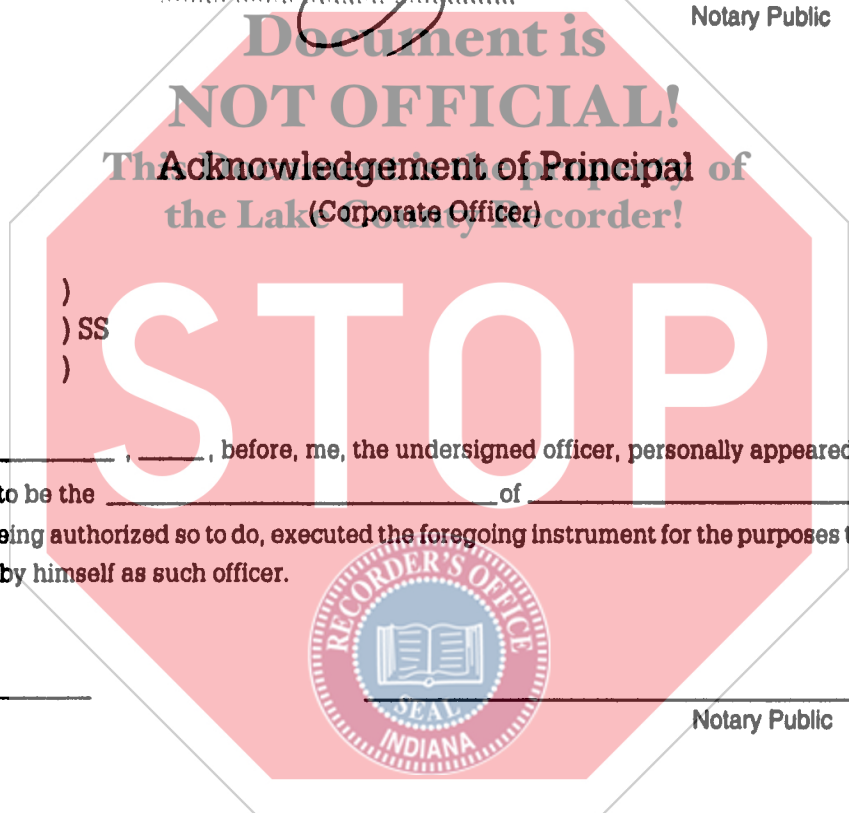 Notary Public
Document is
NOT OFFICIAL!
This Document is the property of
the Lake County Recorder!
Acknowledgement of Principal
(Corporate Officer)
)
) SS
)
STOP
, , before, me, the undersigned officer, personally appeared
to be the of
eing authorized so to do, executed the foregoing instrument for the purposes t
by himself as such officer.
RECORDER'S OFFICE
SEAL
INDIANA
Notary Public